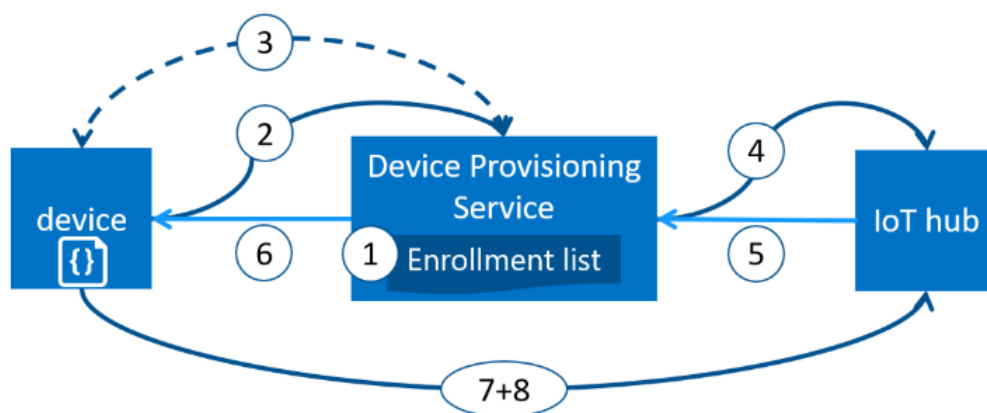 3
2
4
Device Provisioning
Service
device
{}
IoT hub
6
1
Enrollment list
5
7+8